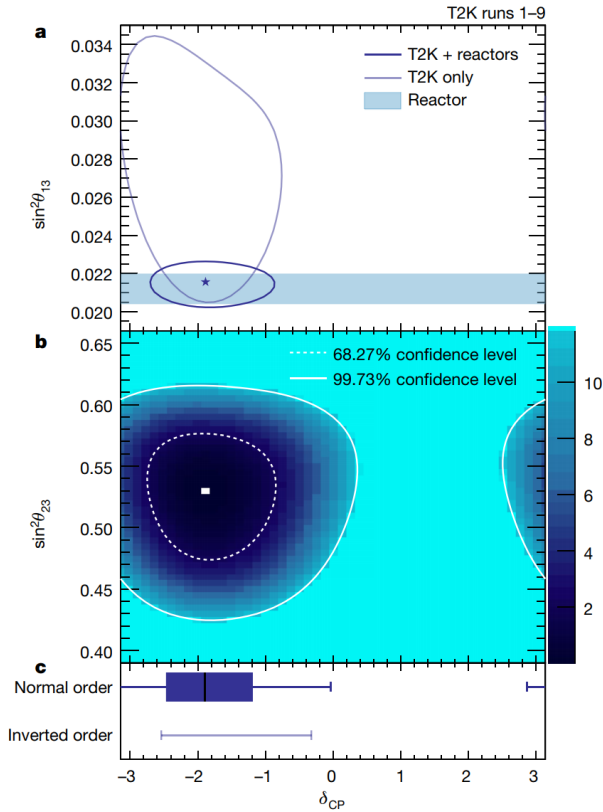 T2K runs 1–9
a
T2K + reactors
T2K only
Reactor
0.034
0.032
0.030
0.028
0.026
0.024
0.022
0.020
sin²θ₁₃
b
68.27% confidence level
99.73% confidence level
0.65
0.60
0.55
0.50
0.45
0.40
sin²θ₂₃
10
8
6
4
2
c
Normal order
Inverted order
−3 −2 −1 0 1 2 3
δCP